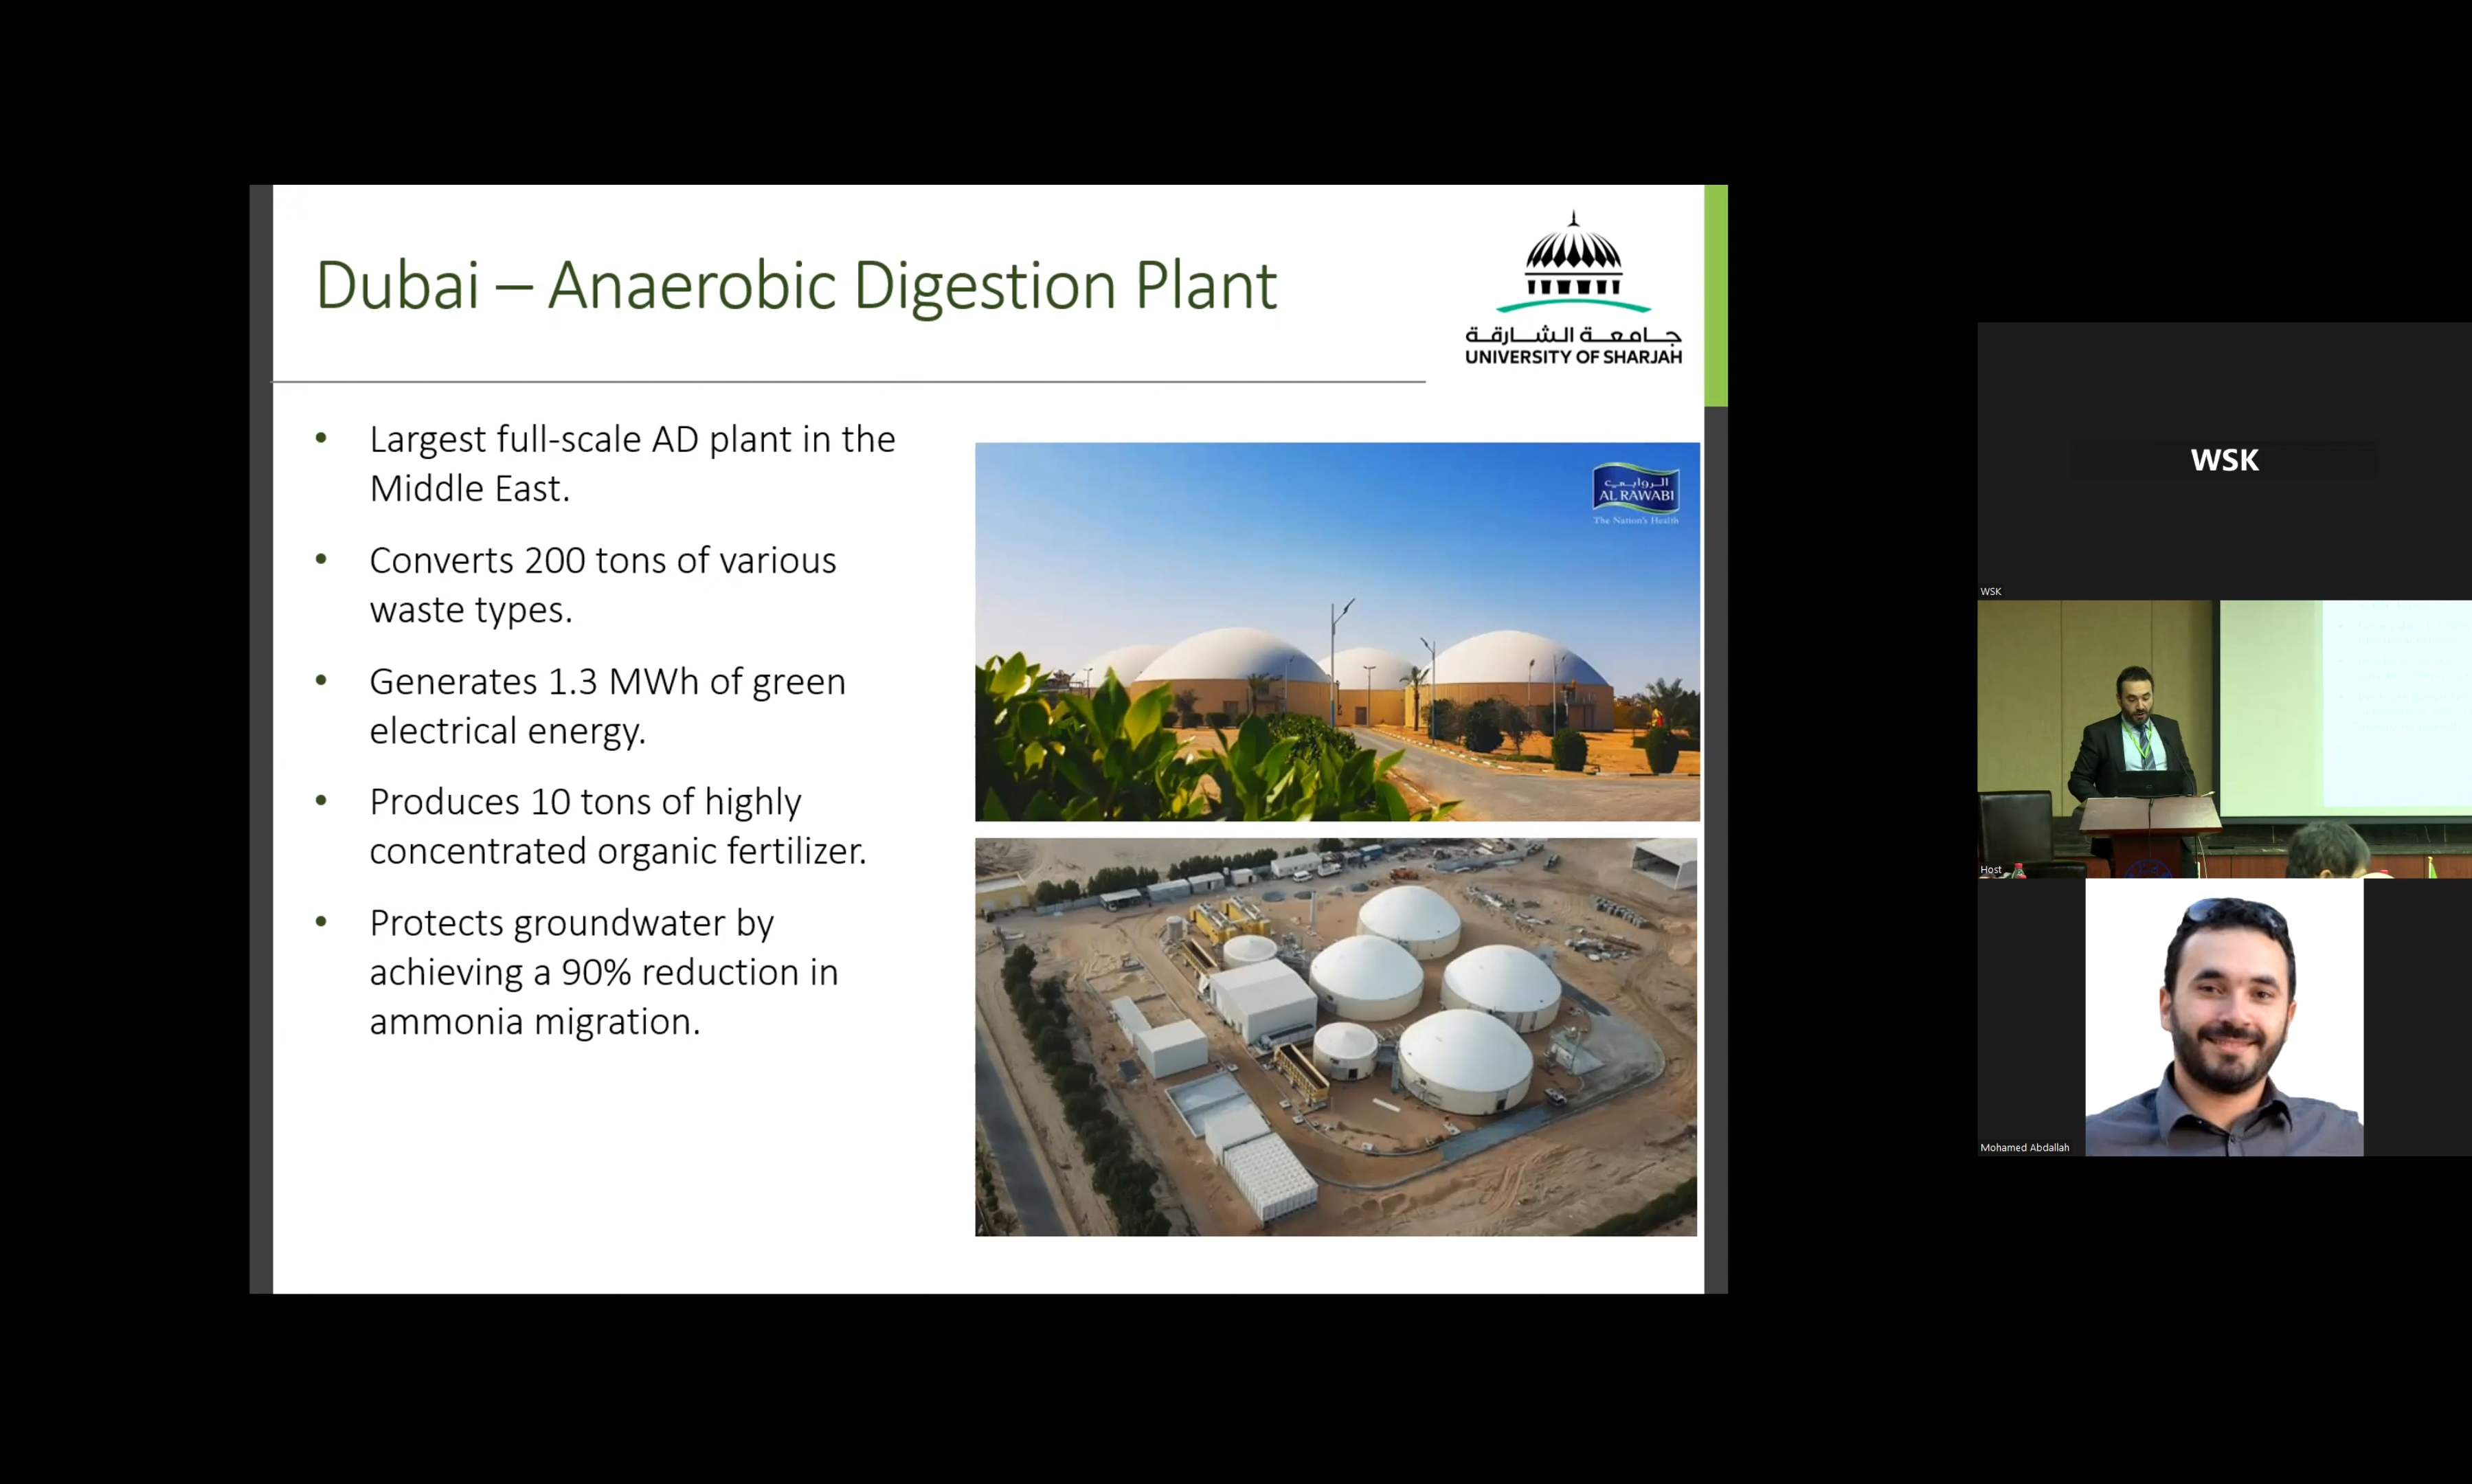 Dubai – Anaerobic Digestion Plant
جامعة الشارقة
UNIVERSITY OF SHARJAH
• Largest full-scale AD plant in the
Middle East.
• Converts 200 tons of various
waste types.
• Generates 1.3 MWh of green
electrical energy.
• Produces 10 tons of highly
concentrated organic fertilizer.
• Protects groundwater by
achieving a 90% reduction in
ammonia migration.
الروابي
AL RAWABI
The Nation's Health
WSK
WSK
Host
Mohamed Abdallah